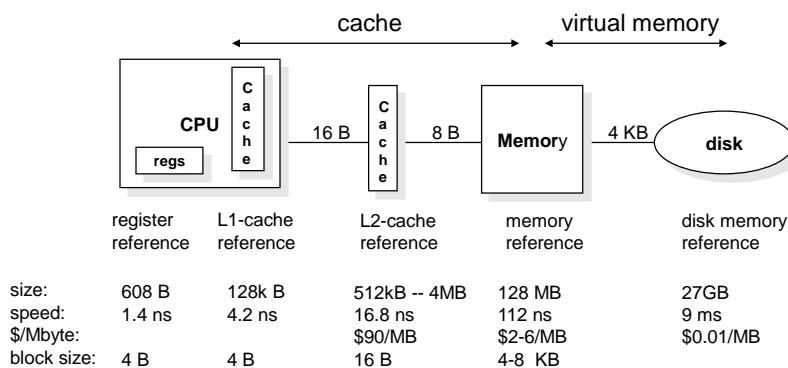 cache
virtual memory
CPU
Cache
regs
16 B
Cache
8 B
Memory
4 KB
disk
register reference
L1-cache reference
L2-cache reference
memory reference
disk memory reference
size: 608 B 128k B 512kB -- 4MB 128 MB 27GB
speed: 1.4 ns 4.2 ns 16.8 ns 112 ns 9 ms
$/Mbyte: $90/MB $2-6/MB $0.01/MB
block size: 4 B 4 B 16 B 4-8 KB